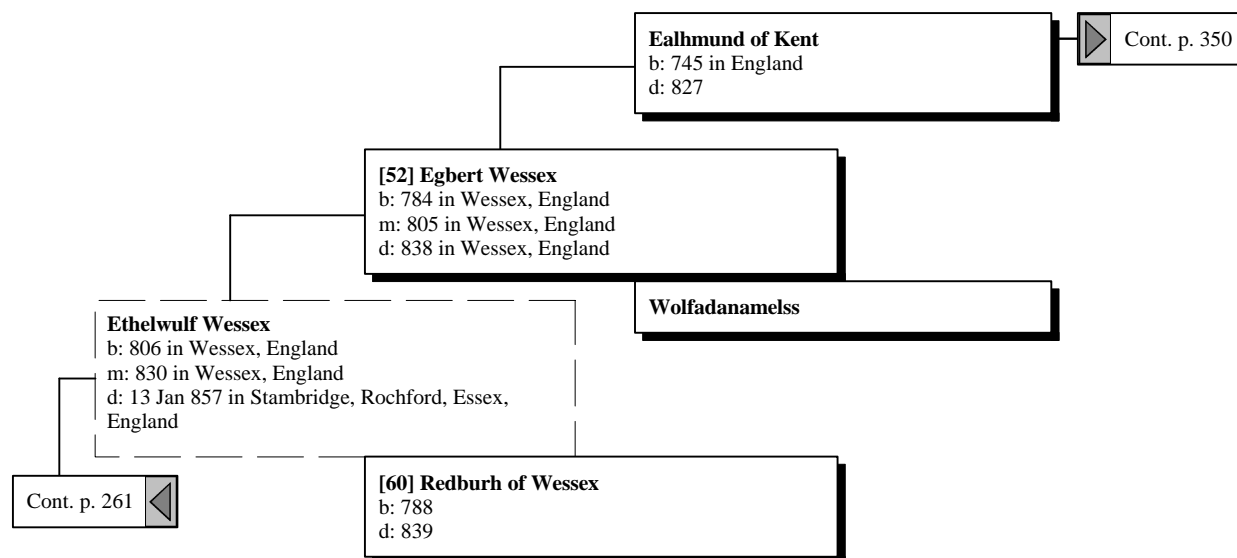 Ealhmund of Kent
b: 745 in England
d: 827
Cont. p. 350
[52] Egbert Wessex
b: 784 in Wessex, England
m: 805 in Wessex, England
d: 838 in Wessex, England
Wolfadanamelss
Ethelwulf Wessex
b: 806 in Wessex, England
m: 830 in Wessex, England
d: 13 Jan 857 in Stambridge, Rochford, Essex,
England
Cont. p. 261
[60] Redburh of Wessex
b: 788
d: 839